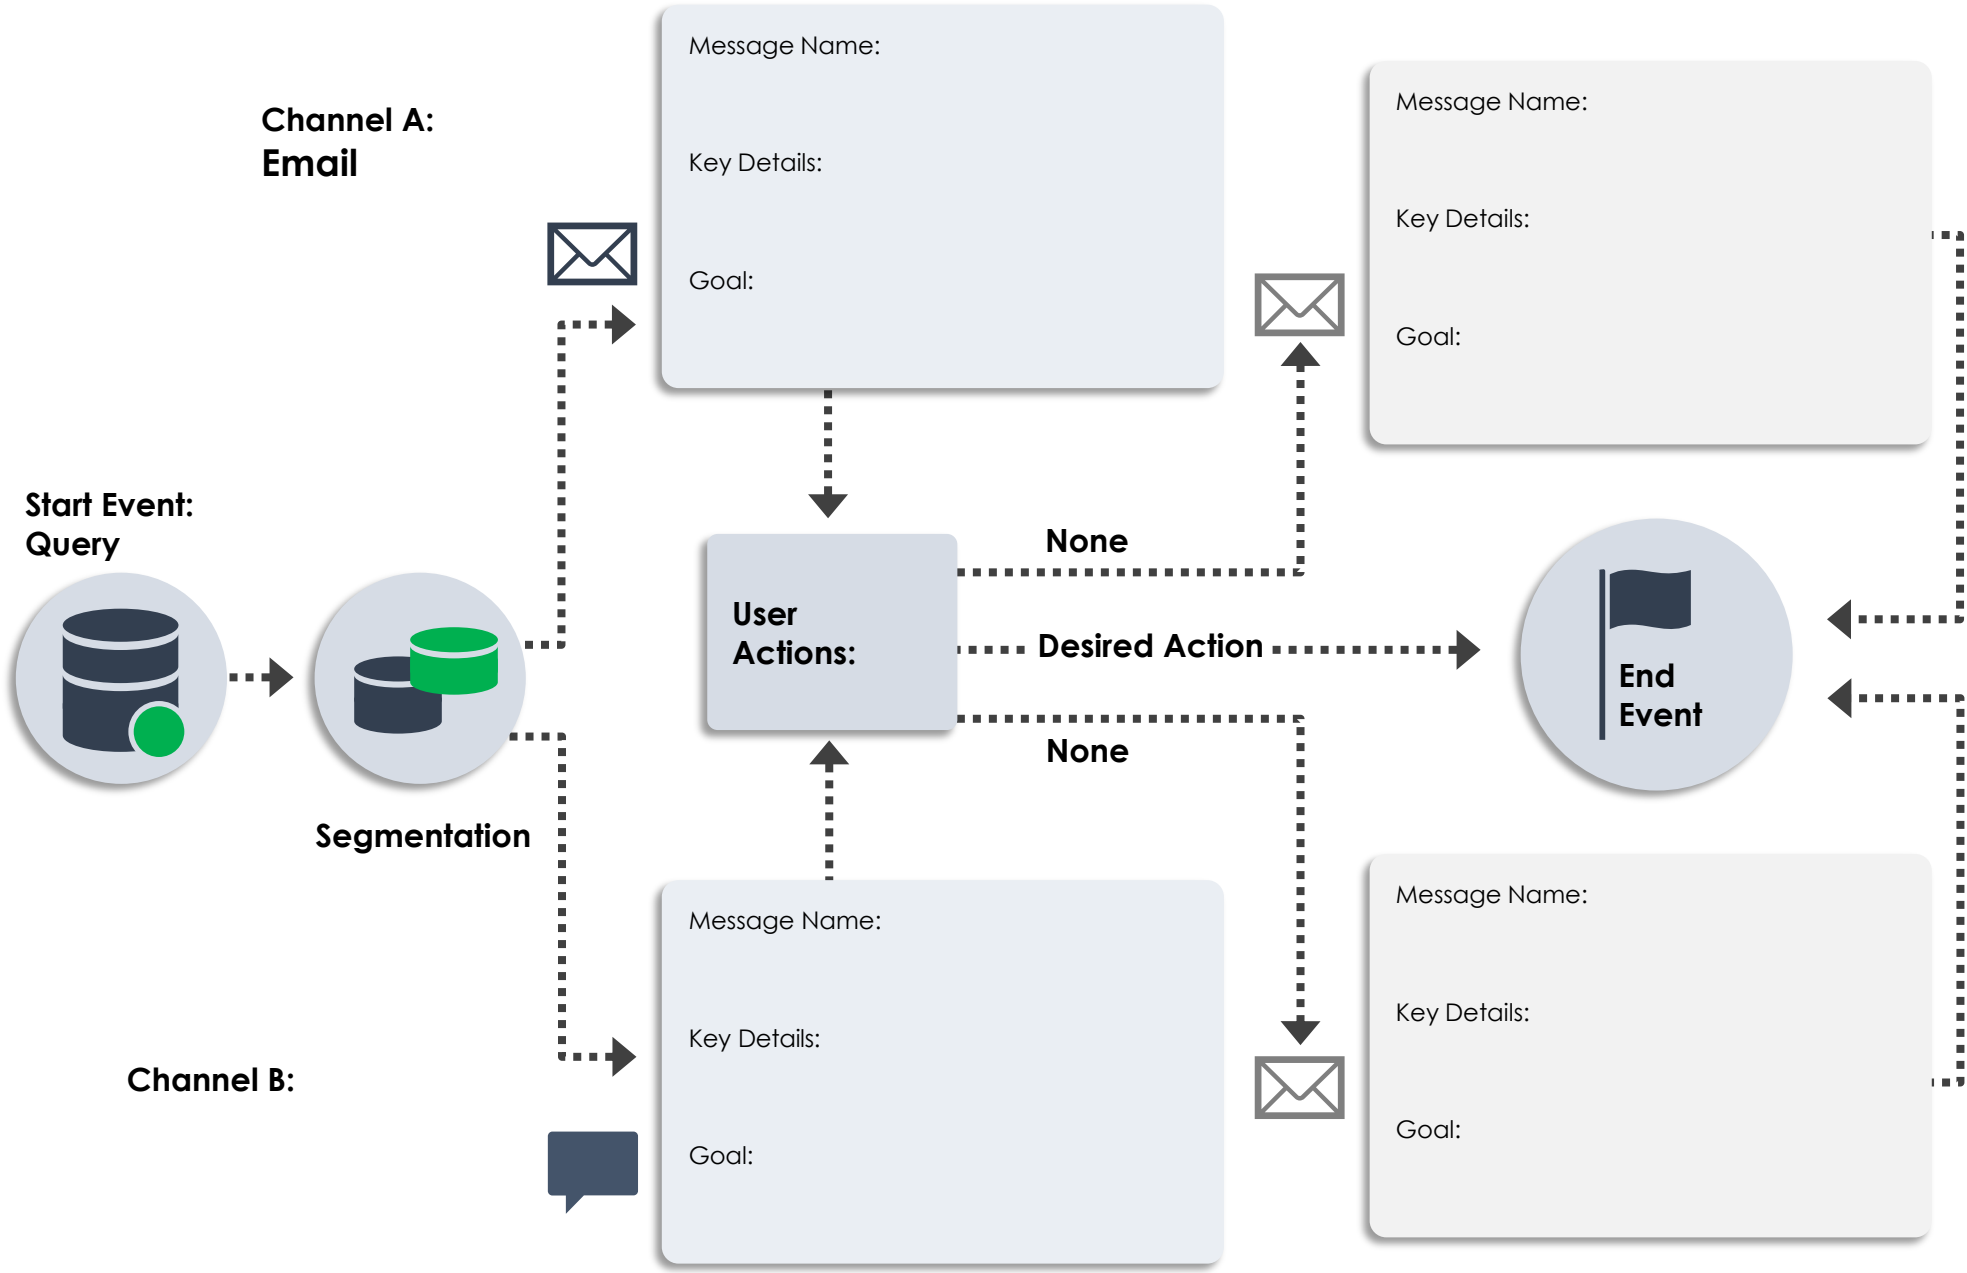 Channel A:
Email
Message Name:
Key Details:
Goal:
Message Name:
Key Details:
Goal:
Start Event:
Query
Segmentation
User
Actions:
None
Desired Action
None
End
Event
Channel B:
Message Name:
Key Details:
Goal:
Message Name:
Key Details:
Goal: